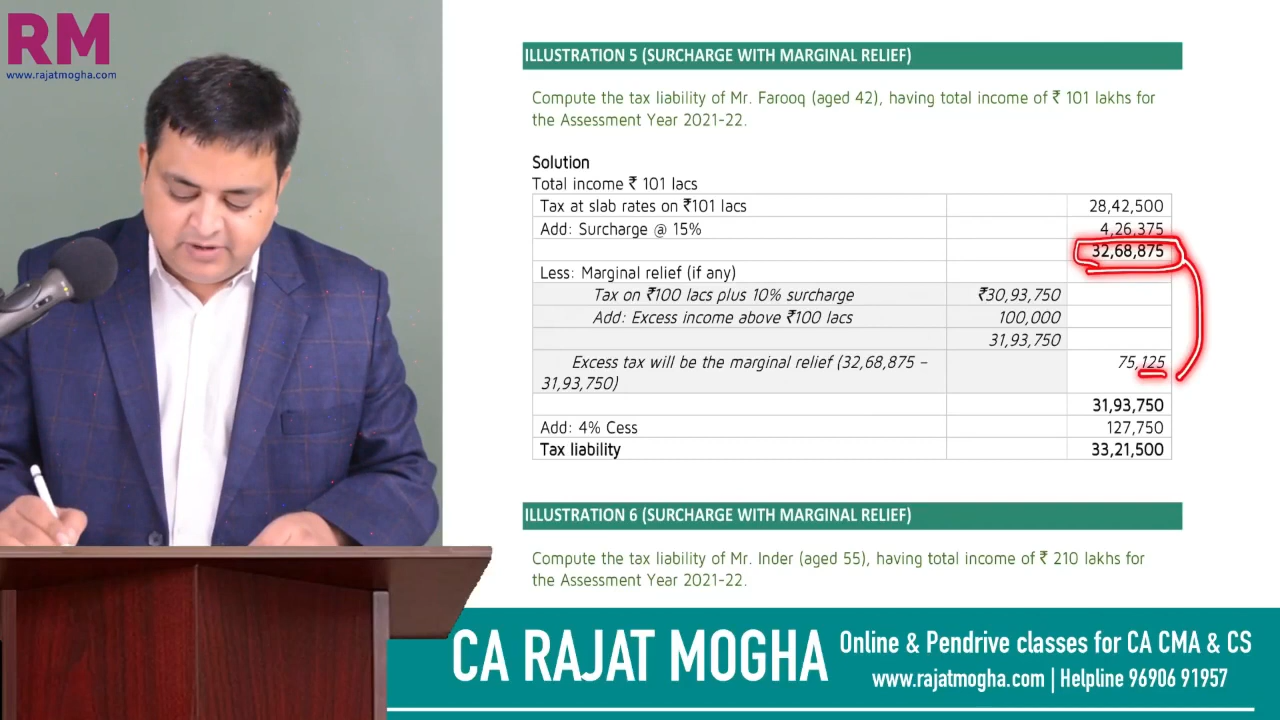 RM
www.rajatmogha.com
ILLUSTRATION 5 (SURCHARGE WITH MARGINAL RELIEF)
Compute the tax liability of Mr. Farooq (aged 42), having total income of ₹ 101 lakhs for
the Assessment Year 2021-22.
Solution
Total income ₹ 101 lacs
Tax at slab rates on ₹101 lacs 28,42,500
Add: Surcharge @ 15% 4,26,375
32,68,875
Less: Marginal relief (if any)
Tax on ₹100 lacs plus 10% surcharge ₹30,93,750
Add: Excess income above ₹100 lacs 100,000
31,93,750
Excess tax will be the marginal relief (32,68,875 – 75,125
31,93,750)
31,93,750
Add: 4% Cess 127,750
Tax liability 33,21,500
ILLUSTRATION 6 (SURCHARGE WITH MARGINAL RELIEF)
Compute the tax liability of Mr. Inder (aged 55), having total income of ₹ 210 lakhs for
the Assessment Year 2021-22.
CA RAJAT MOGHA
Online & Pendrive classes for CA CMA & CS
www.rajatmogha.com | Helpline 96906 91957